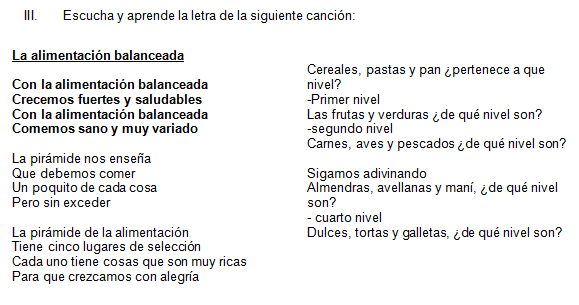 III. Escucha y aprende la letra de la siguiente canción:
La alimentación balanceada
Con la alimentación balanceada
Crecemos fuertes y saludables
Con la alimentación balanceada
Comemos sano y muy variado
La pirámide nos enseña
Que debemos comer
Un poquito de cada cosa
Pero sin exceder
La pirámide de la alimentación
Tiene cinco lugares de selección
Cada uno tiene cosas que son muy ricas
Para que crezcamos con alegría
Cereales, pastas y pan ¿pertenece a que
nivel?
-Primer nivel
Las frutas y verduras ¿de qué nivel son?
-segundo nivel
Carnes, aves y pescados ¿de qué nivel son?
Sigamos adivinando
Almendras, avellanas y maní, ¿de qué nivel
son?
- cuarto nivel
Dulces, tortas y galletas, ¿de qué nivel son?